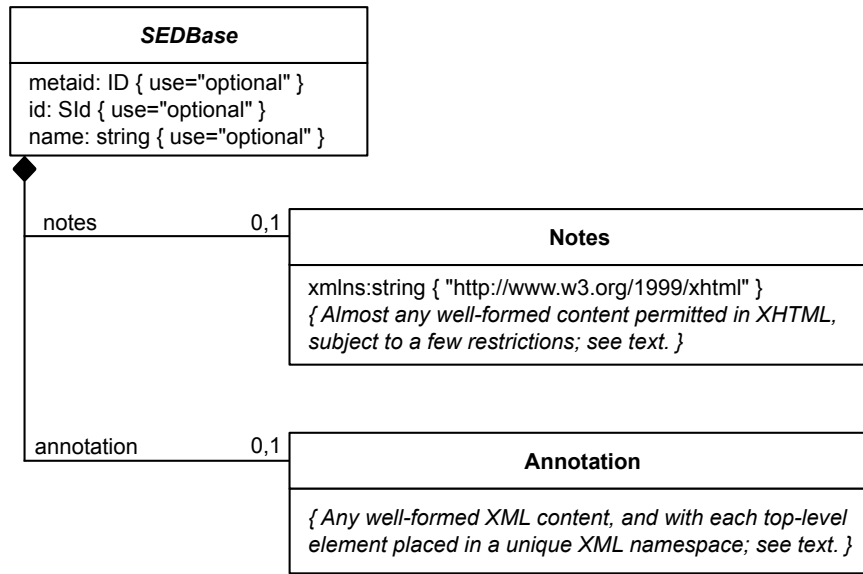 SEDBase
metaid: ID { use="optional" }
id: SId { use="optional" }
name: string { use="optional" }
notes
0,1
Notes
xmlns:string { "http://www.w3.org/1999/xhtml" }
{ Almost any well-formed content permitted in XHTML,
subject to a few restrictions; see text. }
annotation
0,1
Annotation
{ Any well-formed XML content, and with each top-level
element placed in a unique XML namespace; see text. }